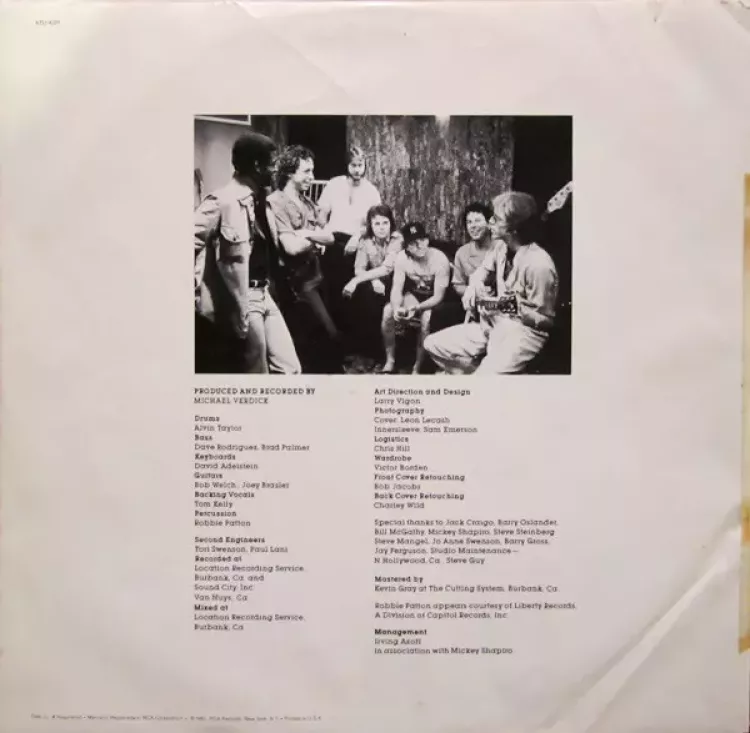 PRODUCED AND RECORDED BY
MICHAEL VERDICK
Drums
Alvin Taylor
Bass
Dave Rodrigues, Brad Palmer
Keyboards
David Adelstein
Guitars
Bob Welch, Joey Brasler
Backing Vocals
Tom Kelly
Percussion
Robbie Patton
Second Engineers
Tori Swenson, Paul Lani
Recorded at
Location Recording Service,
Burbank, Ca. and
Sound City, Inc.
Van Nuys, Ca.
Mixed at
Location Recording Service,
Burbank, Ca.
Art Direction and Design
Larry Vigon
Photography
Cover: Leon Lecash
Innersleeve: Sam Emerson
Logistics
Chris Hill
Wardrobe
Victor Borden
Front Cover Retouching
Bob Jacobs
Back Cover Retouching
Charley Wild
Special thanks to Jack Crango, Barry Oslander,
Bill McGathy, Mickey Shapiro, Steve Steinberg
Steve Mangel, Jo Anne Swenson, Barry Gross,
Jay Ferguson, Studio Maintenance—
N. Hollywood, Ca., Steve Guy
Mastered by
Kevin Gray at The Cutting System, Burbank, Ca.
Robbie Patton appears courtesy of Liberty Records,
A Division of Capitol Records, Inc.
Management
Irving Azoff
in association with Mickey Shapiro